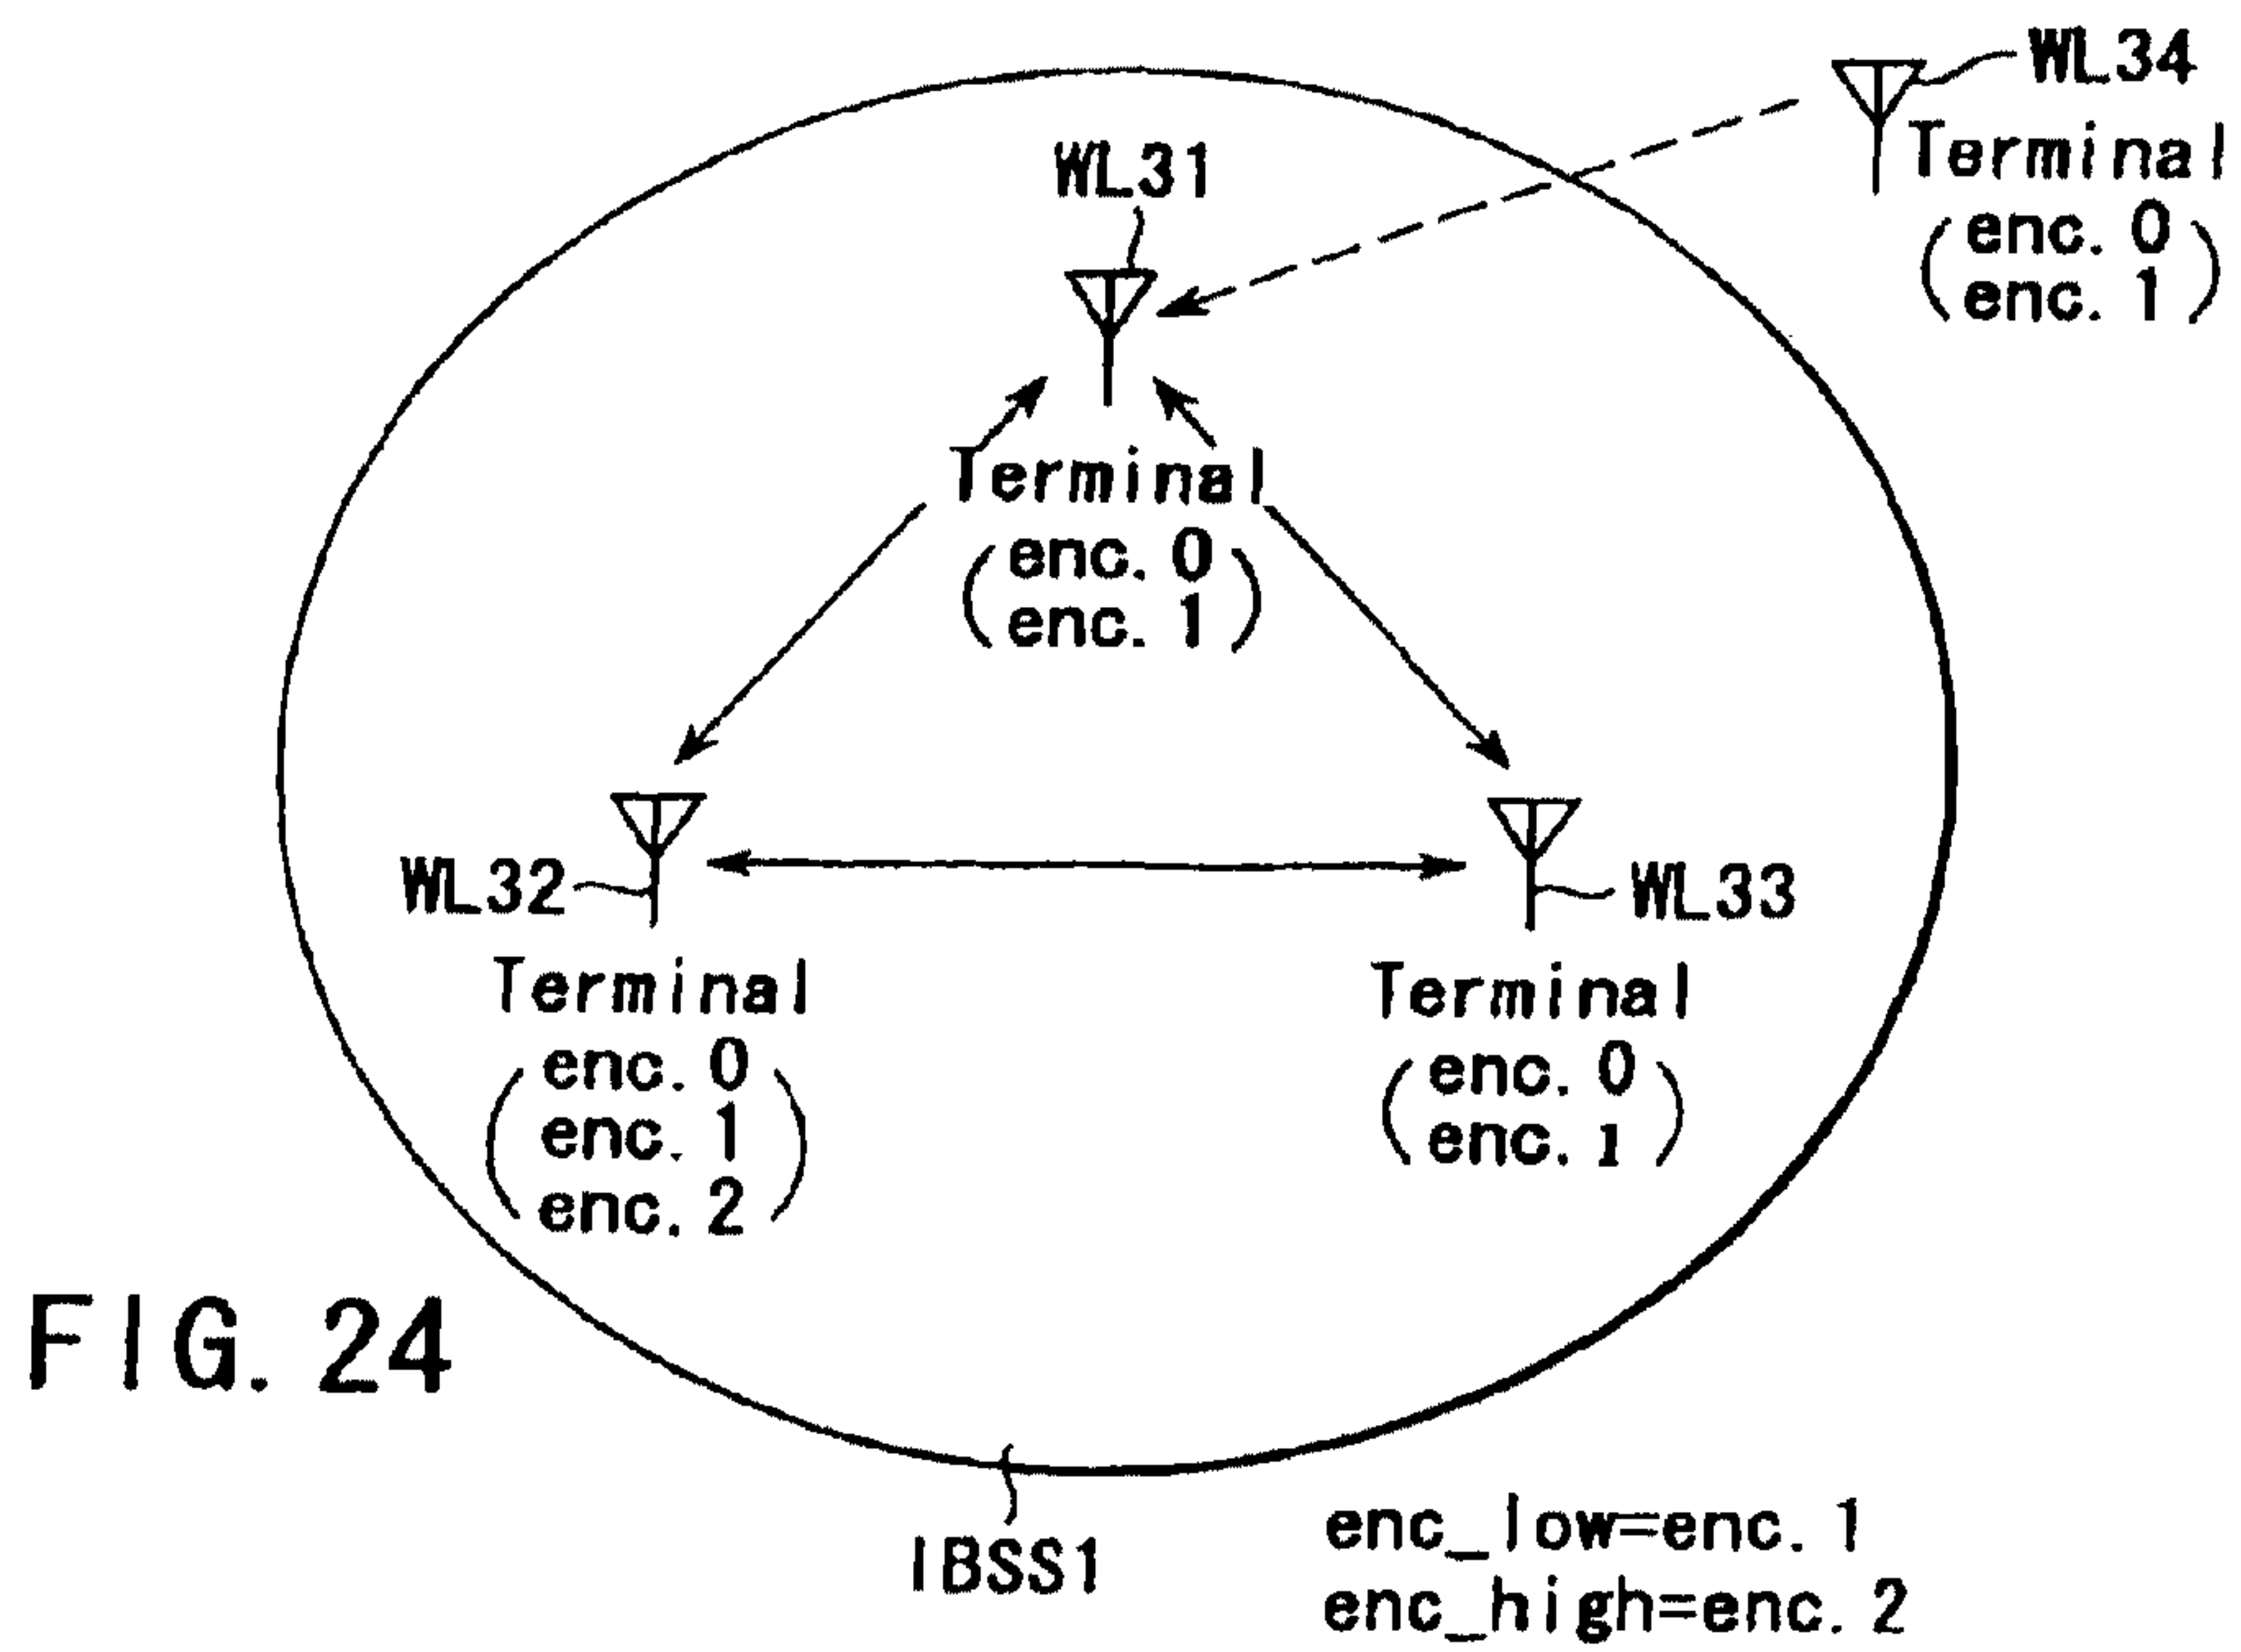 WL34
Terminal
(enc. 0
enc. 1)
WL31
Terminal
(enc. 0
enc. 1)
WL32
Terminal
(enc. 0
enc. 1
enc. 2)
WL33
Terminal
(enc. 0
enc. 1)
FIG. 24
IBSS1
enc_low=enc. 1
enc_high=enc. 2